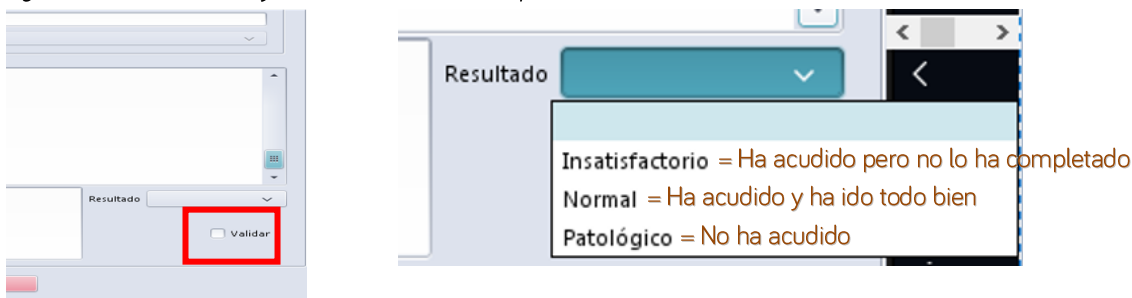 Resultado
Validar
Resultado
Insatisfactorio = Ha acudido pero no lo ha completado
Normal = Ha acudido y ha ido todo bien
Patológico = No ha acudido